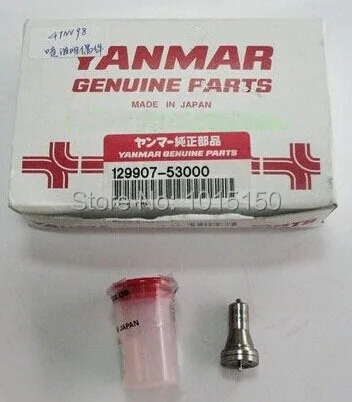 4TNV98
喷油咀偶件
YANMAR
GENUINE PARTS
MADE IN JAPAN
ヤンマー純正部品
YANMAR GENUINE PARTS
129907-53000
Store No: 1015150
JAPAN